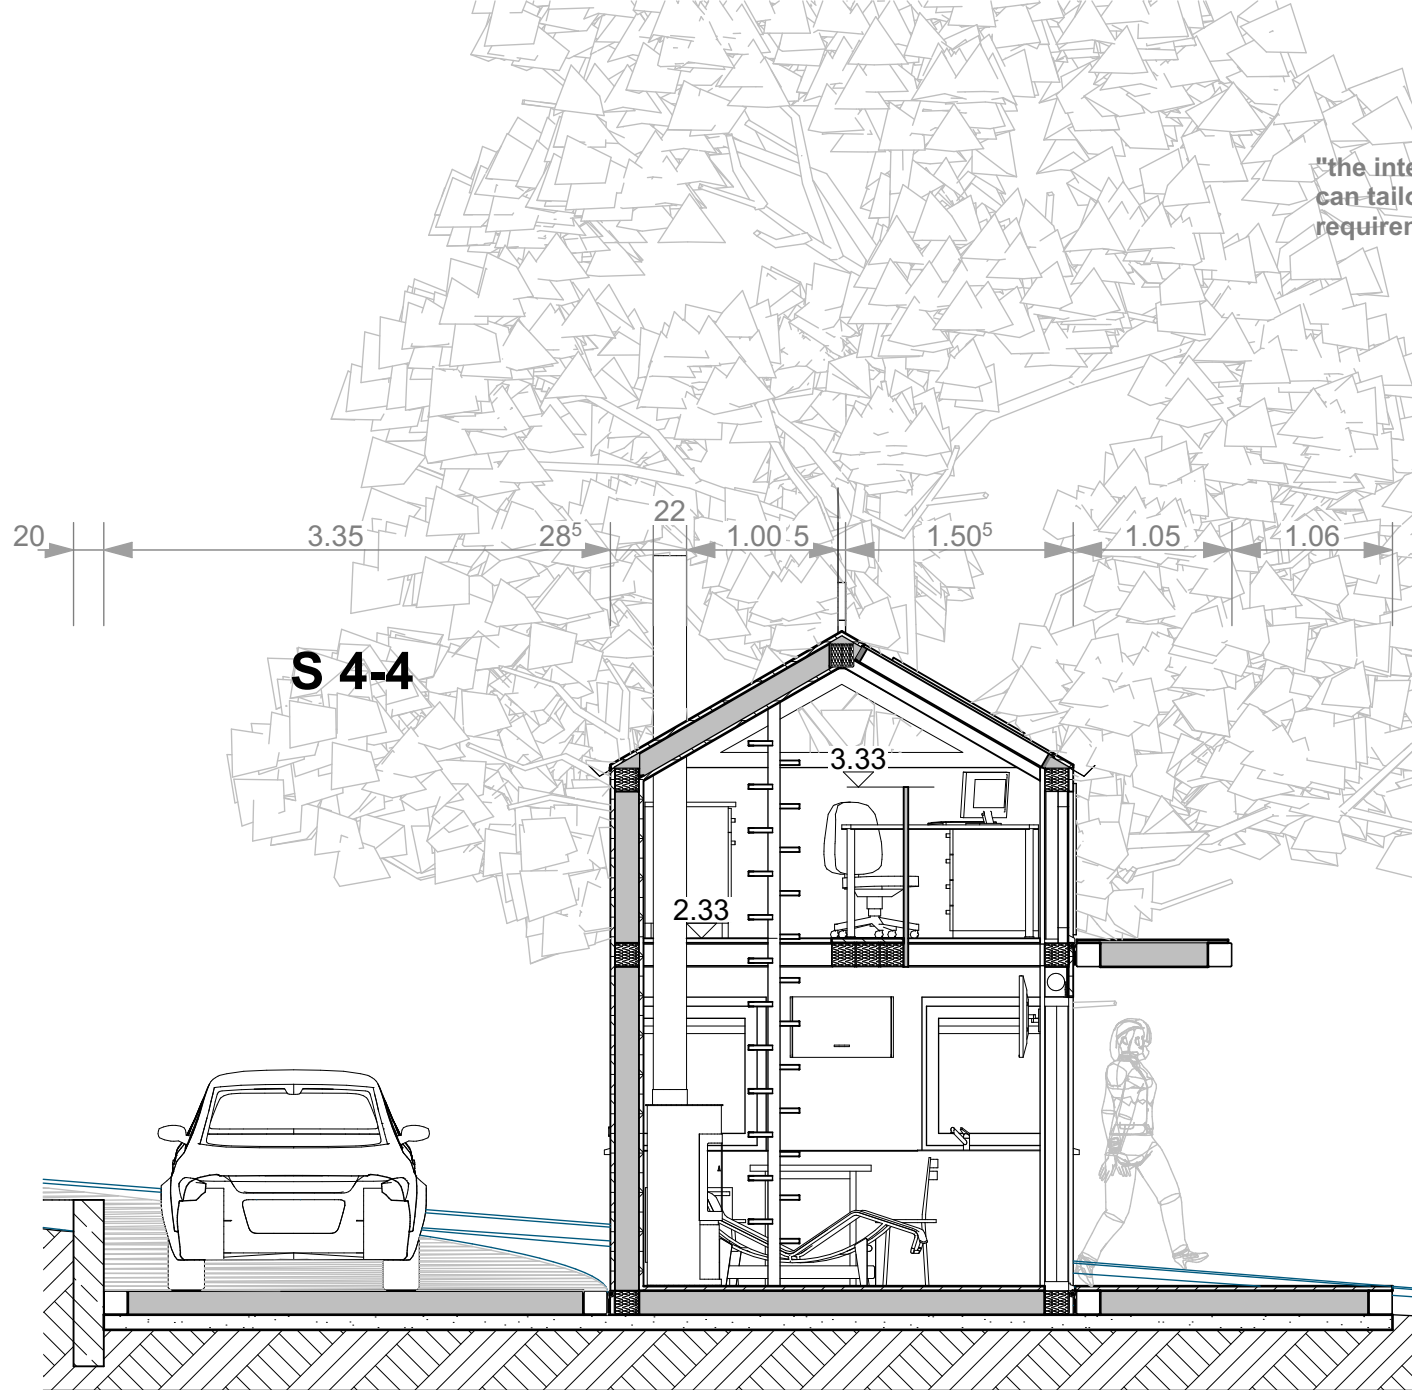 "the inte
can tailo
requirem
20
3.35
28⁵
22
1.00 5
1.50⁵
1.05
1.06
S 4-4
3.33
2.33